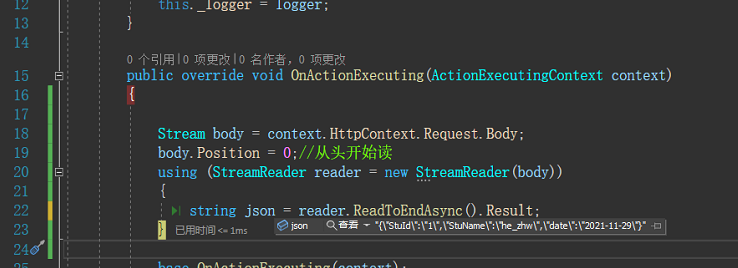 12 this._logger = logger;
13 }
14
0 个引用|0 项更改|0 名作者，0 项更改
15 public override void OnActionExecuting(ActionExecutingContext context)
16 {
17
18 Stream body = context.HttpContext.Request.Body;
19 body.Position = 0;//从头开始读
20 using (StreamReader reader = new StreamReader(body))
21 {
22 string json = reader.ReadToEndAsync().Result;
23 } 已用时间 <= 1ms json 查看 "{\"StuId\":\"1\",\"StuName\":\"he_zhw\",\"date\":\"2021-11-29\"}"
24
25 base.OnActionExecuting(context);